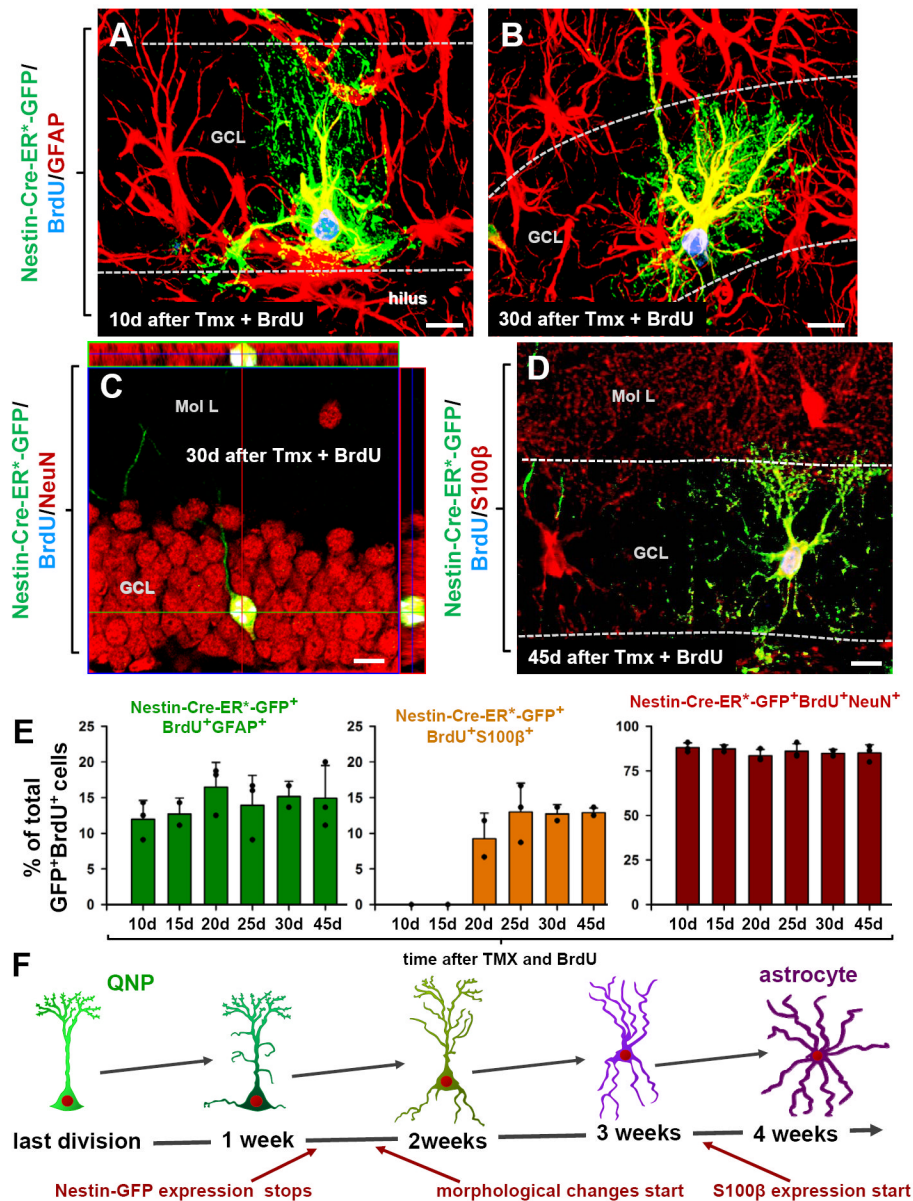 Nestin-Cre-ER*-GFP/
BrdU/GFAP
A
GCL
hilus
10d after Tmx + BrdU
B
GCL
30d after Tmx + BrdU
Nestin-Cre-ER*-GFP/
BrdU/NeuN
C
Mol L
30d after Tmx + BrdU
GCL
Nestin-Cre-ER*-GFP/
BrdU/S100β
D
Mol L
GCL
45d after Tmx + BrdU
E
Nestin-Cre-ER*-GFP⁺
BrdU⁺GFAP⁺
Nestin-Cre-ER*-GFP⁺
BrdU⁺S100β⁺
Nestin-Cre-ER*-GFP⁺BrdU⁺NeuN⁺
% of total
GFP⁺BrdU⁺ cells
25
20
15
10
5
0
10d 15d 20d 25d 30d 45d
25
20
15
10
5
0
10d 15d 20d 25d 30d 45d
100
75
50
25
0
10d 15d 20d 25d 30d 45d
time after TMX and BrdU
F
QNP
astrocyte
last division 1 week 2weeks 3 weeks 4 weeks
Nestin-GFP expression stops morphological changes start S100β expression start